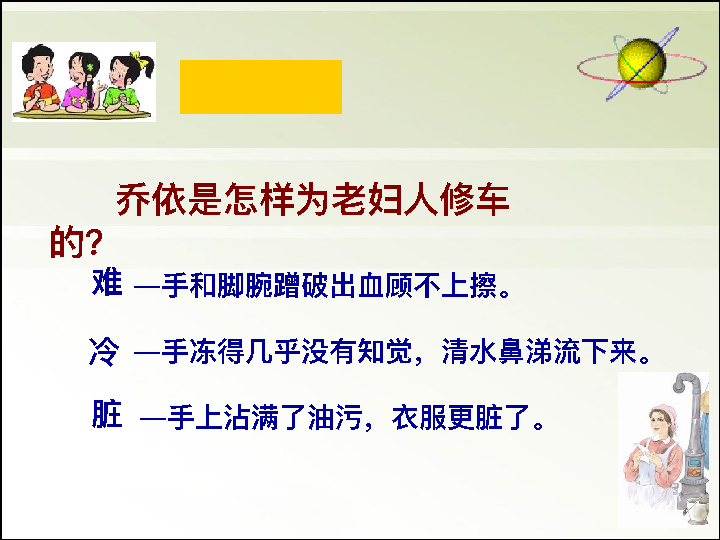 乔依是怎样为老妇人修车
的？
难 —手和脚腕蹭破出血顾不上擦。
冷 —手冻得几乎没有知觉，清水鼻涕流下来。
脏 —手上沾满了油污，衣服更脏了。